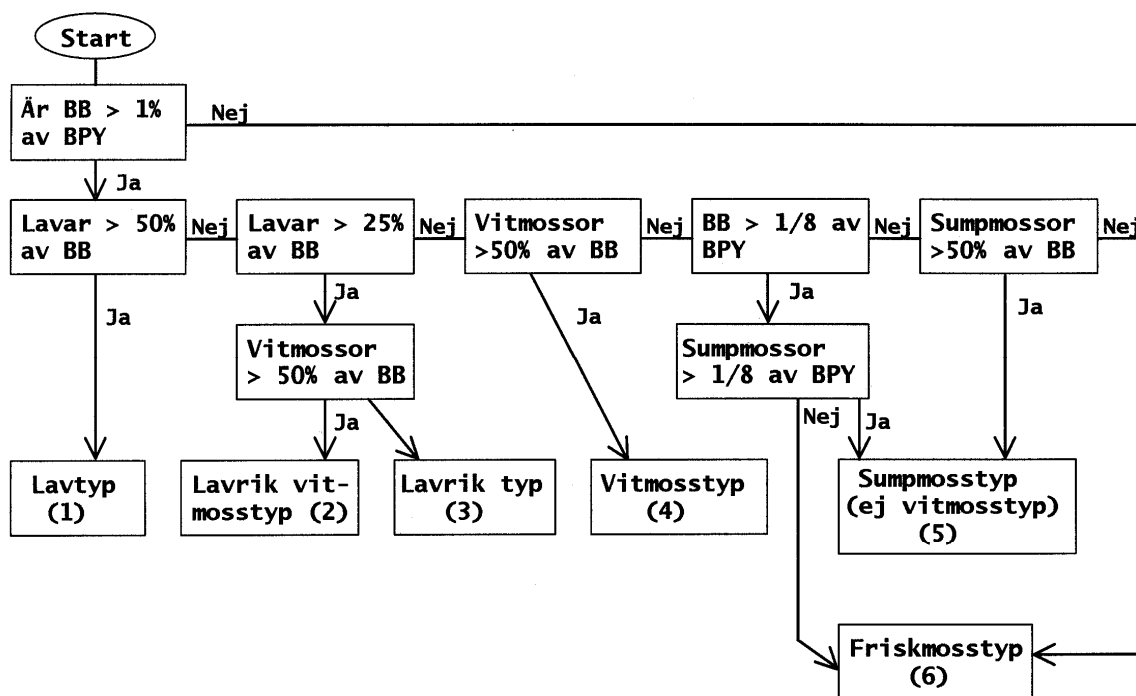 Start
Är BB > 1%
av BPY
Nej
Ja
Lavar > 50%
av BB
Nej
Lavar > 25%
av BB
Nej
Vitmossor
>50% av BB
Nej
BB > 1/8 av
BPY
Nej
Sumpmossor
>50% av BB
Nej
Ja
Ja
Ja
Ja
Ja
Vitmossor
> 50% av BB
Sumpmossor
> 1/8 av BPY
Ja
Nej
Ja
Lavtyp
(1)
Lavrik vit-
mosstyp (2)
Lavrik typ
(3)
Vitmosstyp
(4)
Sumpmosstyp
(ej vitmosstyp)
(5)
Friskmosstyp
(6)